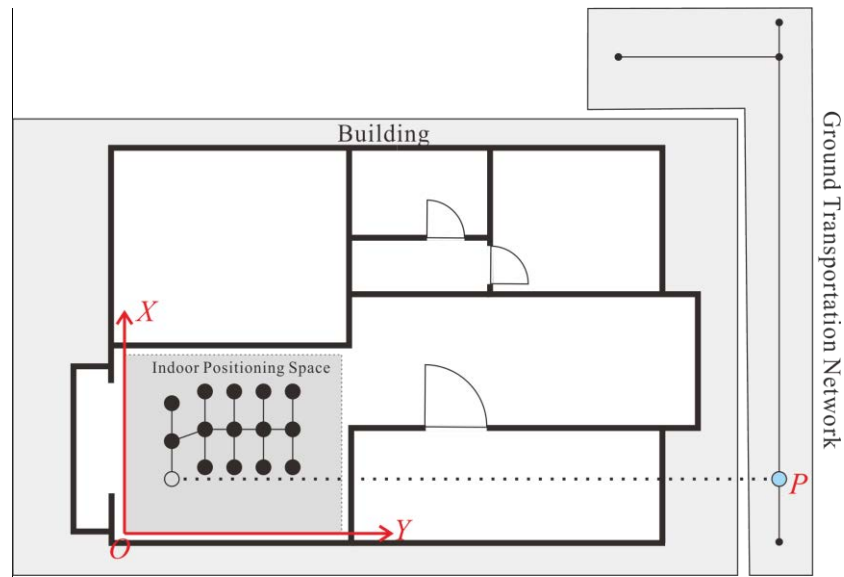 Building
Ground Transportation Network
X
Indoor Positioning Space
P
Y
O